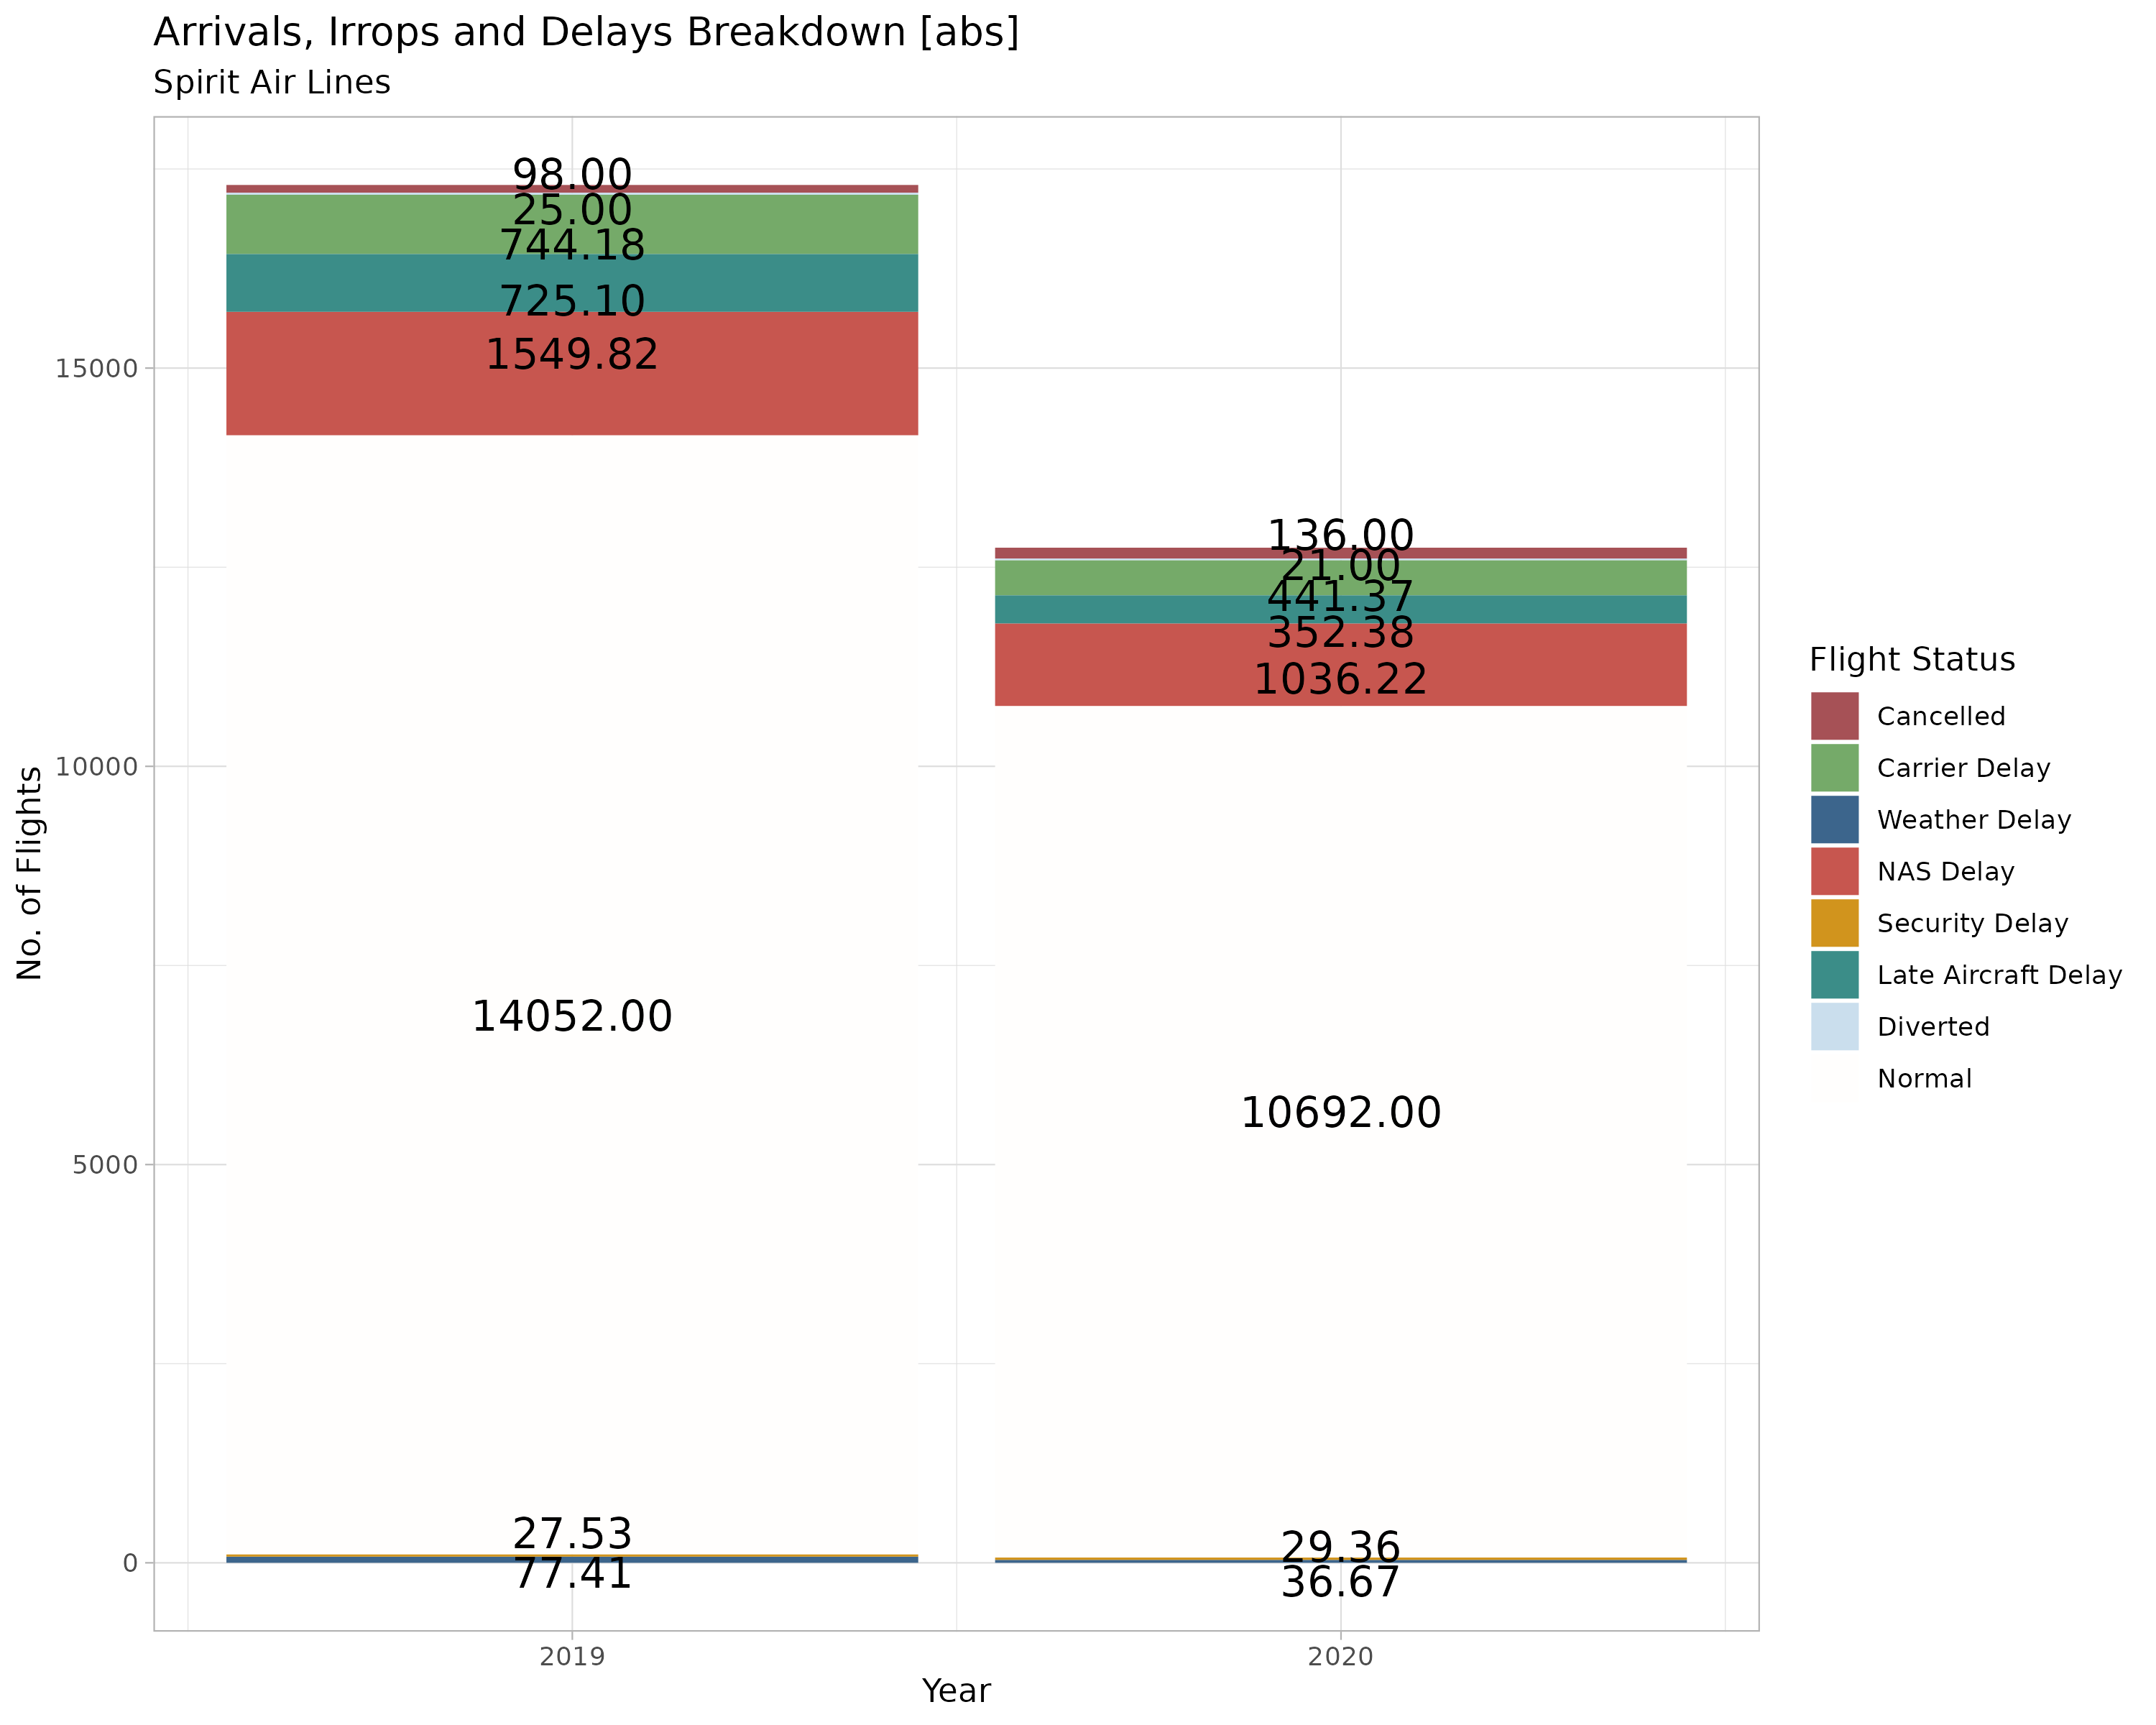 Arrivals, Irrops and Delays Breakdown [abs]
Spirit Air Lines
No. of Flights
15000
10000
5000
0
98.00
25.00
744.18
725.10
1549.82
14052.00
27.53
77.41
136.00
21.00
441.37
352.38
1036.22
10692.00
29.36
36.67
2019
2020
Year
Flight Status
Cancelled
Carrier Delay
Weather Delay
NAS Delay
Security Delay
Late Aircraft Delay
Diverted
Normal